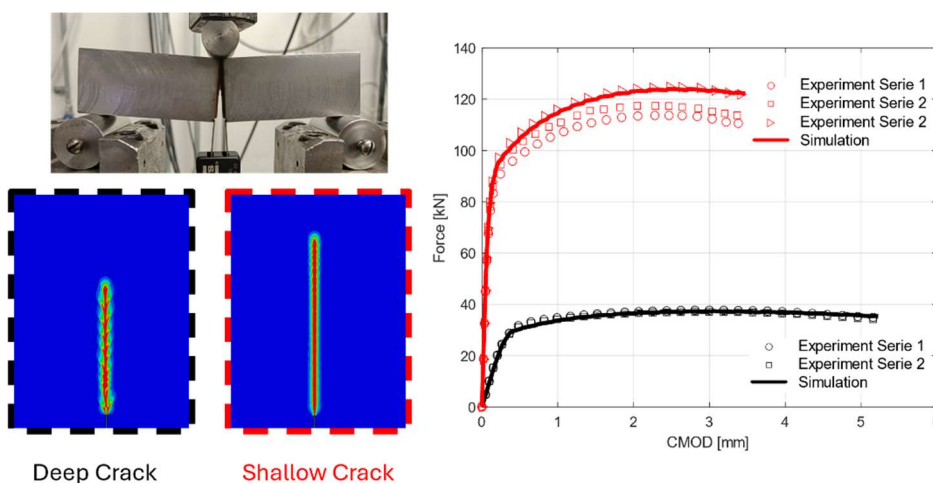 Deep Crack
Shallow Crack
Force [kN]
140
120
100
80
60
40
20
0
Experiment Serie 1
Experiment Serie 2
Experiment Serie 2
Simulation
Experiment Serie 1
Experiment Serie 2
Simulation
0
1
2
3
4
5
CMOD [mm]